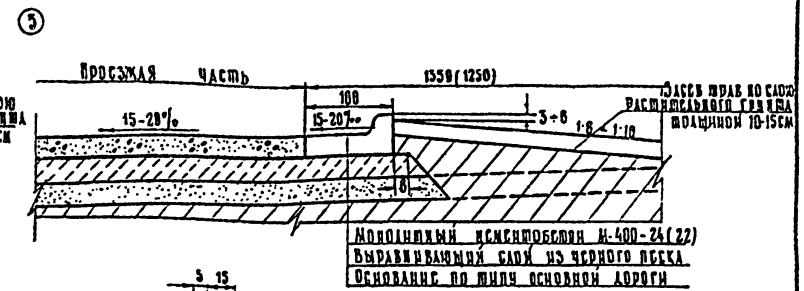 5
Проезжая часть
1350(1250)
100
15-20‰
15-20‰
3÷6
1:8 ÷ 1:10
Засев трав по слою
растительного грунта
толщиной 10-15см
8
Монолитный цементобетон М-400-24(22)
Выравнивающий слой из черного песка
Основание по типу основной дороги
5 15